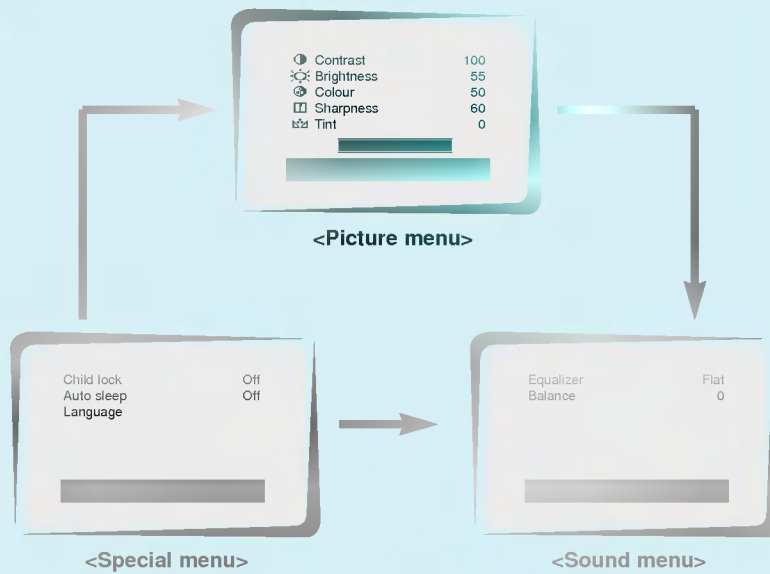 Contrast 100
Brightness 55
Colour 50
Sharpness 60
Tint 0
<Picture menu>
Child lock Off
Auto sleep Off
Language
<Special menu>
Equalizer Flat
Balance 0
<Sound menu>